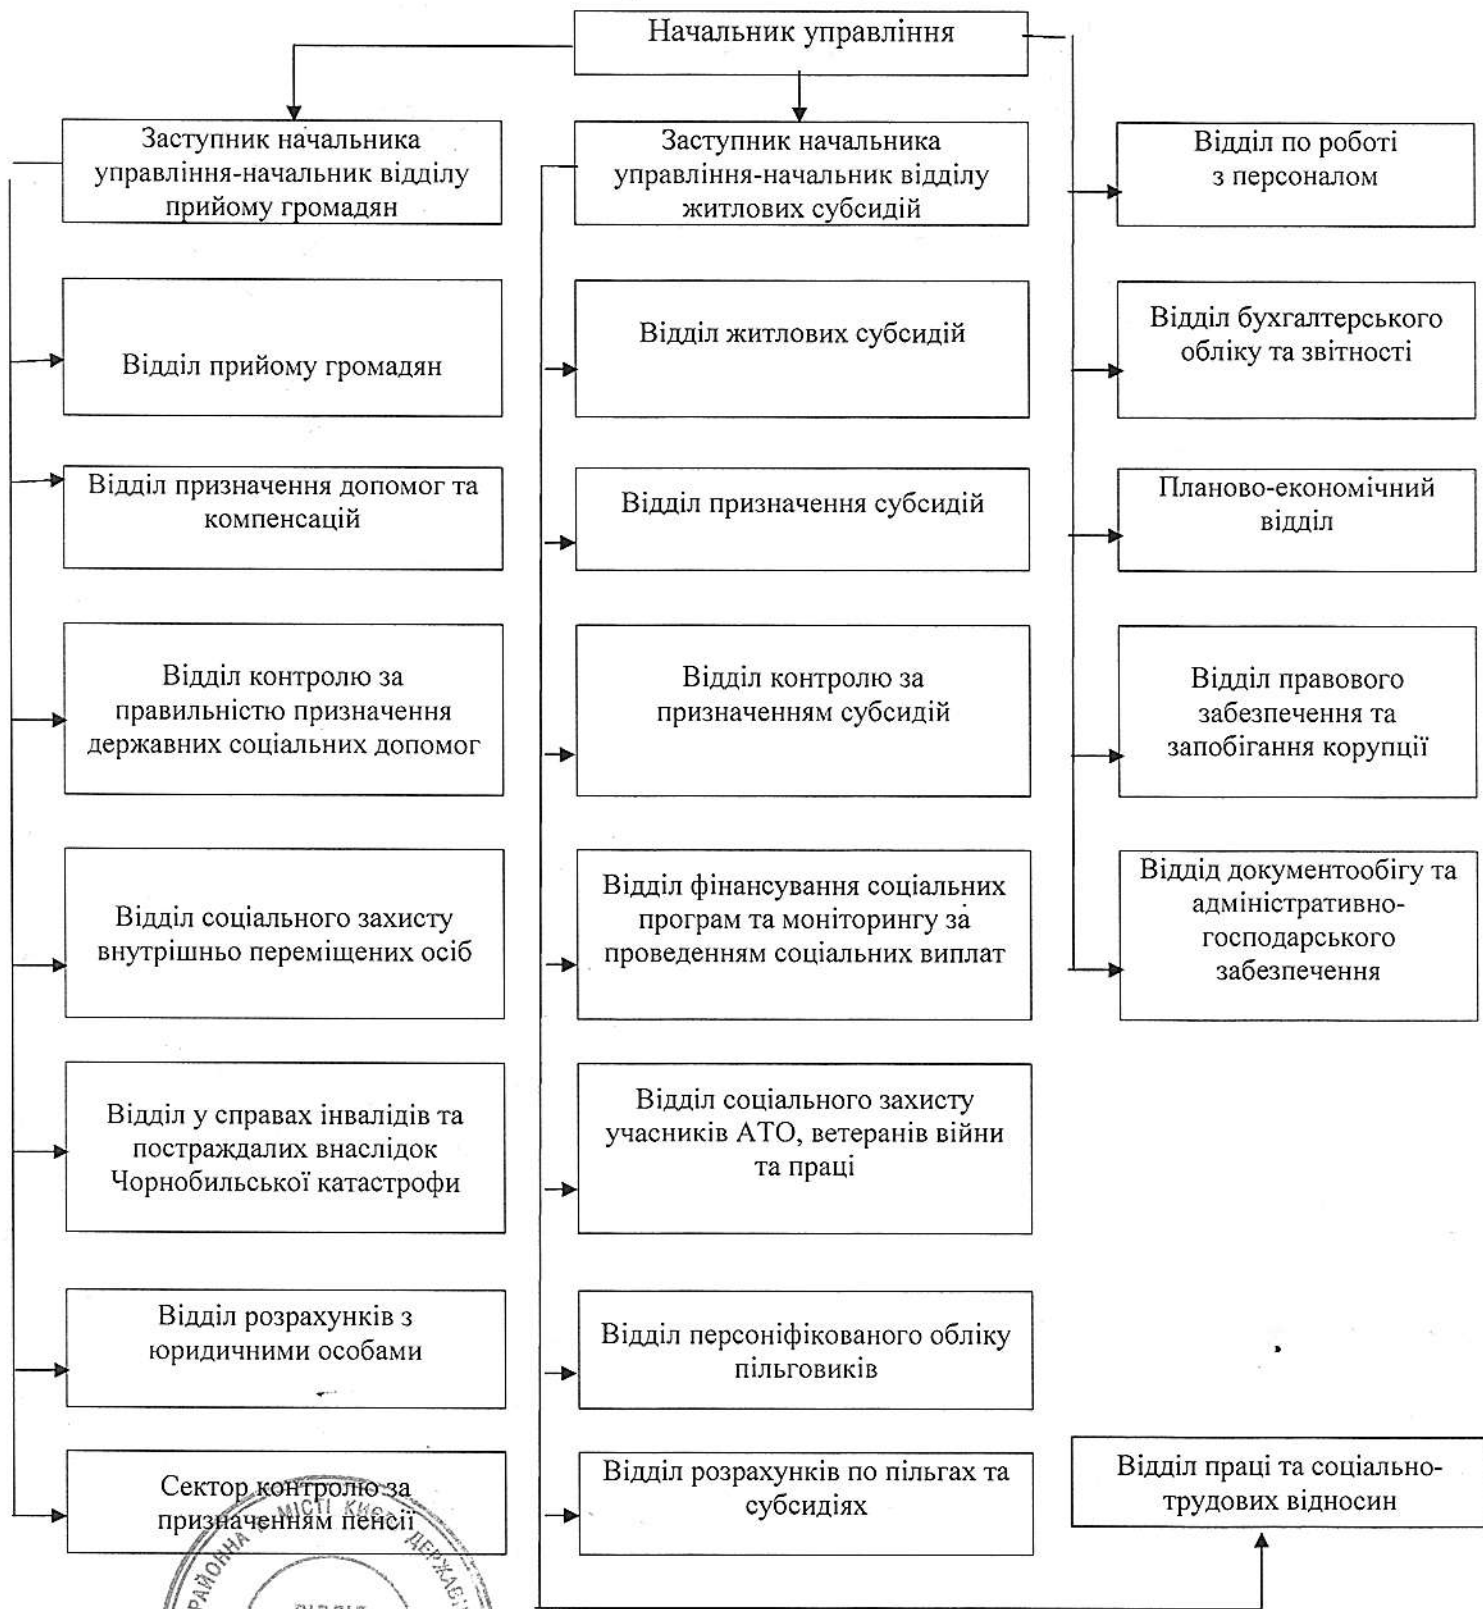 Начальник управління
Заступник начальника
управління-начальник відділу
прийому громадян
Заступник начальника
управління-начальник відділу
житлових субсидій
Відділ по роботі
з персоналом
Відділ прийому громадян
Відділ житлових субсидій
Відділ бухгалтерського
обліку та звітності
Відділ призначення допомог та
компенсацій
Відділ призначення субсидій
Планово-економічний
відділ
Відділ контролю за
правильністю призначення
державних соціальних допомог
Відділ контролю за
призначенням субсидій
Відділ правового
забезпечення та
запобігання корупції
Відділ соціального захисту
внутрішньо переміщених осіб
Відділ фінансування соціальних
програм та моніторингу за
проведенням соціальних виплат
Віддід документообігу та
адміністративно-
господарського
забезпечення
Відділ у справах інвалідів та
постраждалих внаслідок
Чорнобильської катастрофи
Відділ соціального захисту
учасників АТО, ветеранів війни
та праці
Відділ розрахунків з
юридичними особами
Відділ персоніфікованого обліку
пільговиків
Сектор контролю за
призначенням пенсії
Відділ розрахунків по пільгах та
субсидіях
Відділ праці та соціально-
трудових відносин
РАЙОННА В МІСТІ КИЄВІ